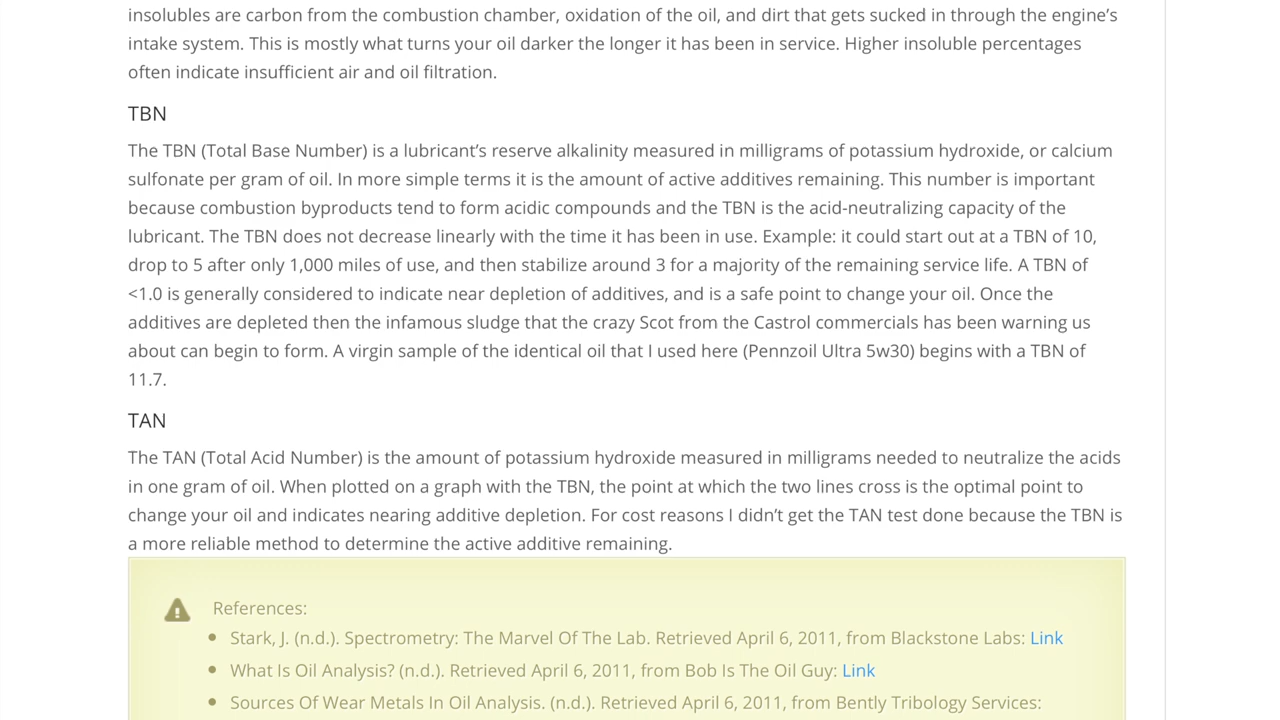 insolubles are carbon from the combustion chamber, oxidation of the oil, and dirt that gets sucked in through the engine’s
intake system. This is mostly what turns your oil darker the longer it has been in service. Higher insoluble percentages
often indicate insufficient air and oil filtration.
TBN
The TBN (Total Base Number) is a lubricant’s reserve alkalinity measured in milligrams of potassium hydroxide, or calcium
sulfonate per gram of oil. In more simple terms it is the amount of active additives remaining. This number is important
because combustion byproducts tend to form acidic compounds and the TBN is the acid-neutralizing capacity of the
lubricant. The TBN does not decrease linearly with the time it has been in use. Example: it could start out at a TBN of 10,
drop to 5 after only 1,000 miles of use, and then stabilize around 3 for a majority of the remaining service life. A TBN of
<1.0 is generally considered to indicate near depletion of additives, and is a safe point to change your oil. Once the
additives are depleted then the infamous sludge that the crazy Scot from the Castrol commercials has been warning us
about can begin to form. A virgin sample of the identical oil that I used here (Pennzoil Ultra 5w30) begins with a TBN of
11.7.
TAN
The TAN (Total Acid Number) is the amount of potassium hydroxide measured in milligrams needed to neutralize the acids
in one gram of oil. When plotted on a graph with the TBN, the point at which the two lines cross is the optimal point to
change your oil and indicates nearing additive depletion. For cost reasons I didn’t get the TAN test done because the TBN is
a more reliable method to determine the active additive remaining.
References:
• Stark, J. (n.d.). Spectrometry: The Marvel Of The Lab. Retrieved April 6, 2011, from Blackstone Labs: Link
• What Is Oil Analysis? (n.d.). Retrieved April 6, 2011, from Bob Is The Oil Guy: Link
• Sources Of Wear Metals In Oil Analysis. (n.d.). Retrieved April 6, 2011, from Bently Tribology Services: